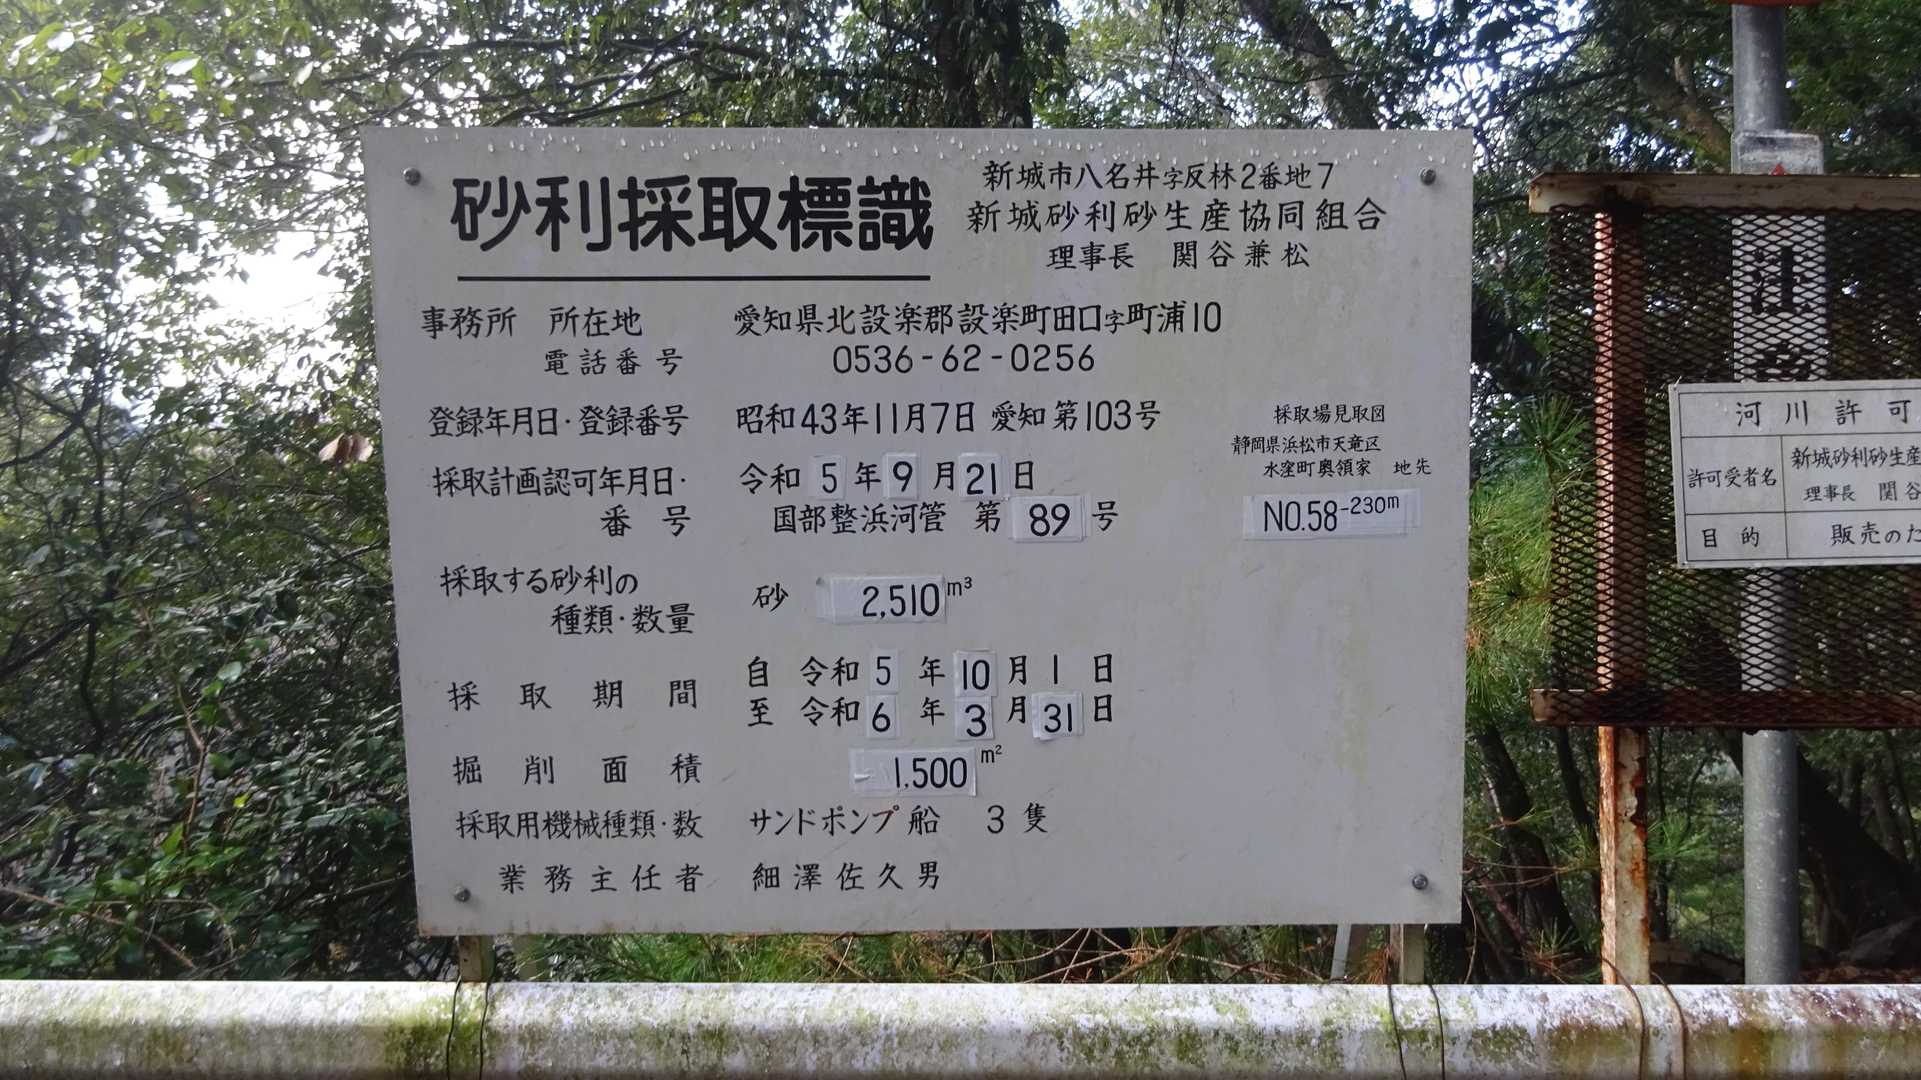 砂利採取標識
新城市八名井字反林2番地7
新城砂利砂生産協同組合
理事長 関谷兼松
事務所 所在地 愛知県北設楽郡設楽町田口字町浦10
電話番号 0536-62-0256
登録年月日・登録番号 昭和43年11月7日 愛知第103号
採取計画認可年月日・ 令和5年9月21日
番号 国部整浜河管 第89号
採取場見取図
静岡県浜松市天竜区
水窪町奥領家 地先
NO.58-230m
採取する砂利の
種類・数量 砂 2,510m³
採取期間 自 令和5年10月1日
至 令和6年3月31日
掘削面積 1,500m²
採取用機械種類・数 サンドポンプ船 3隻
業務主任者 細澤佐久男
注
河川許可
許可受者名 新城砂利砂生産
理事長 関谷
目的 販売のた